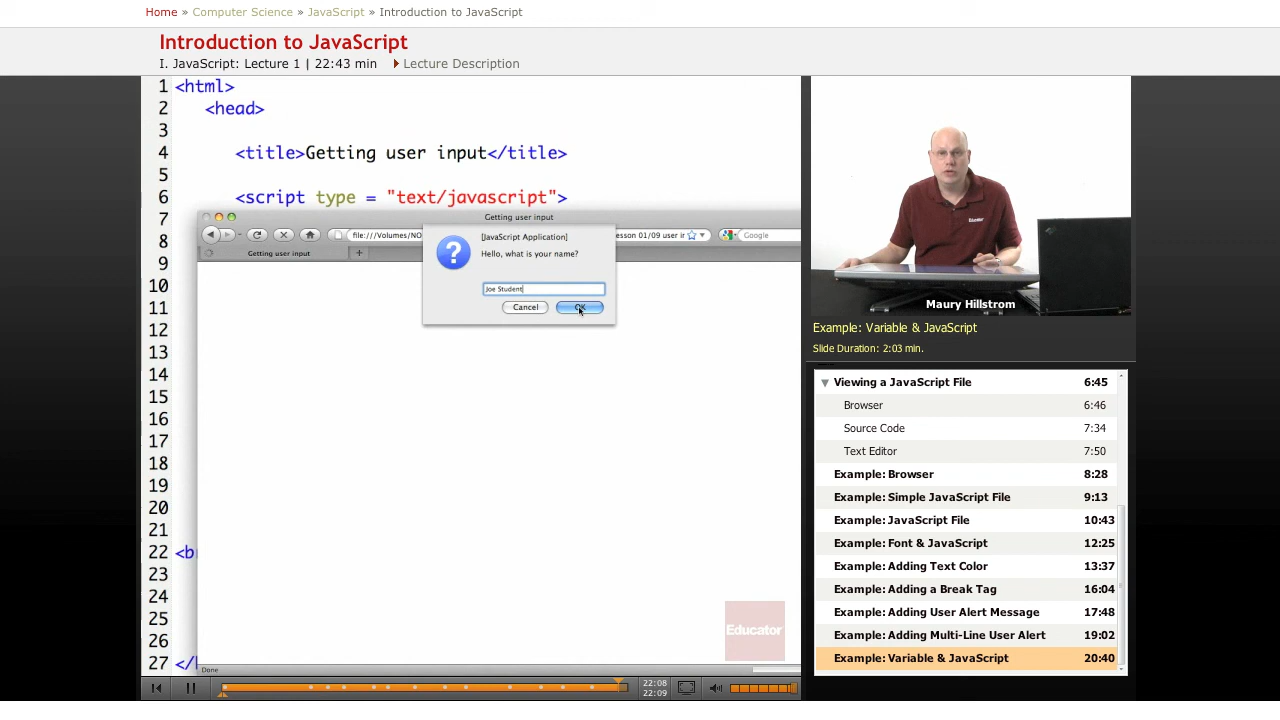 Home » Computer Science » JavaScript » Introduction to JavaScript
Introduction to JavaScript
I. JavaScript: Lecture 1 | 22:43 min Lecture Description
1 <html>
2 <head>
3
4 <title>Getting user input</title>
5
6 <script type = "text/javascript">
7
8
9
10
11
12
13
14
15
16
17
18
19
20
21
22 <b
23
24
25
26
27 </
Getting user input
file:///Volumes/NO
esson 01/09 user i
Google
Getting user input
[JavaScript Application]
Hello, what is your name?
Joe Student
Cancel OK
Done
Educator
Maury Hillstrom
Example: Variable & JavaScript
Slide Duration: 2:03 min.
Viewing a JavaScript File 6:45
Browser 6:46
Source Code 7:34
Text Editor 7:50
Example: Browser 8:28
Example: Simple JavaScript File 9:13
Example: JavaScript File 10:43
Example: Font & JavaScript 12:25
Example: Adding Text Color 13:37
Example: Adding a Break Tag 16:04
Example: Adding User Alert Message 17:48
Example: Adding Multi-Line User Alert 19:02
Example: Variable & JavaScript 20:40
22:08
22:09